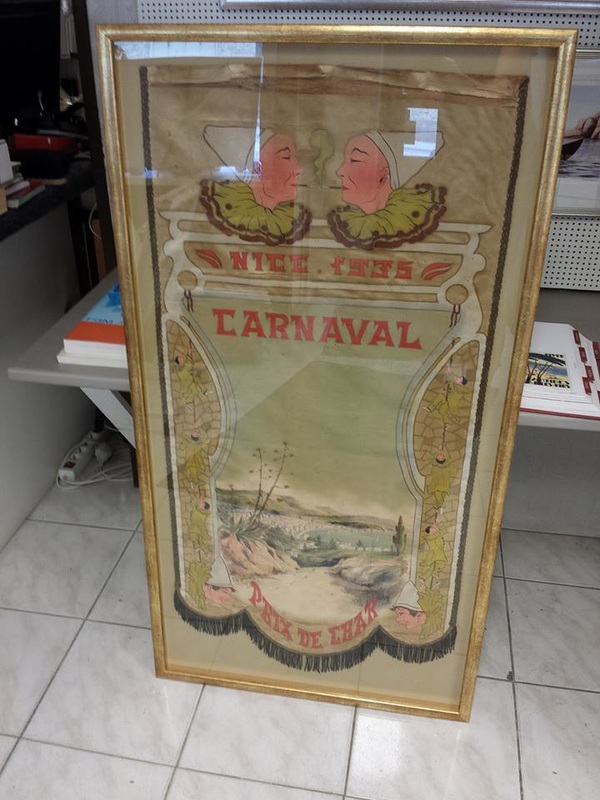 NICE. 1935
CARNAVAL
PRIX DE CHAR